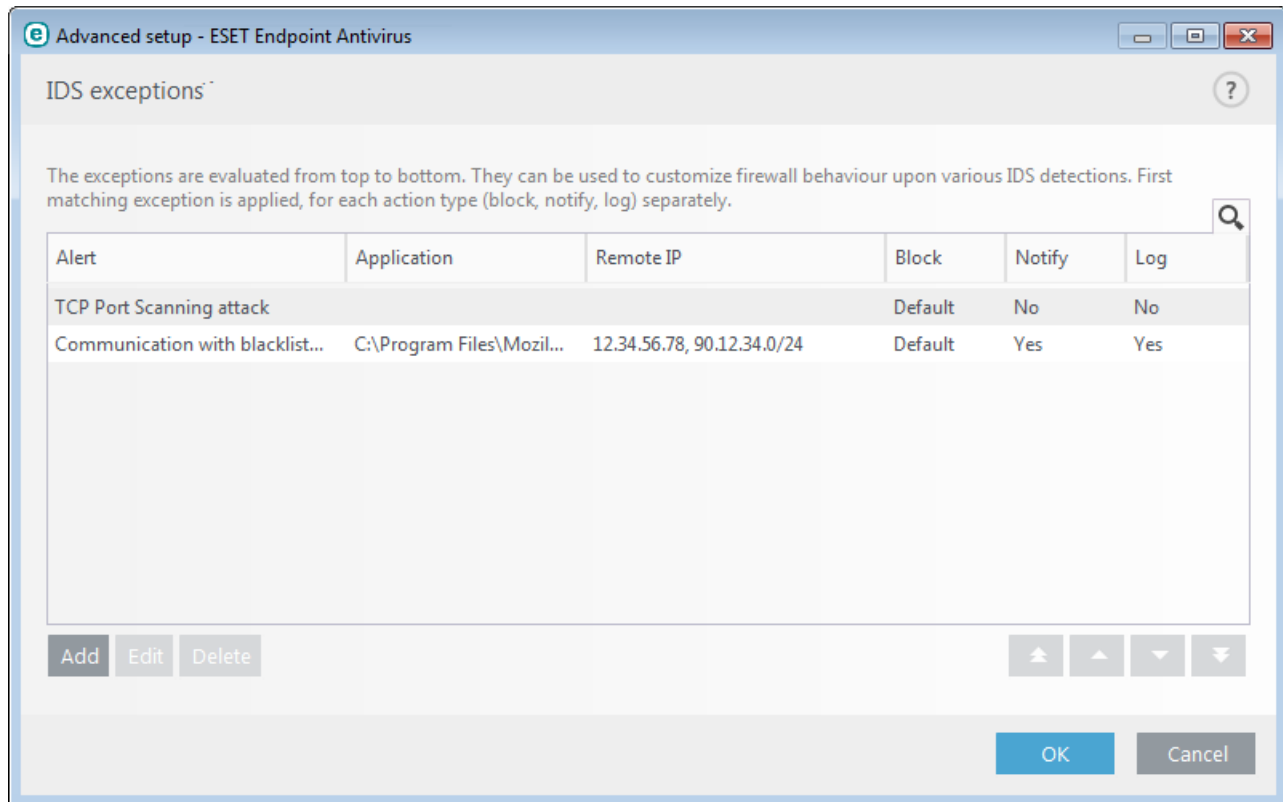 Advanced setup - ESET Endpoint Antivirus
IDS exceptions
?
The exceptions are evaluated from top to bottom. They can be used to customize firewall behaviour upon various IDS detections. First
matching exception is applied, for each action type (block, notify, log) separately.
Alert Application Remote IP Block Notify Log
TCP Port Scanning attack Default No No
Communication with blacklist... C:\Program Files\Mozil... 12.34.56.78, 90.12.34.0/24 Default Yes Yes
Add Edit Delete
OK Cancel